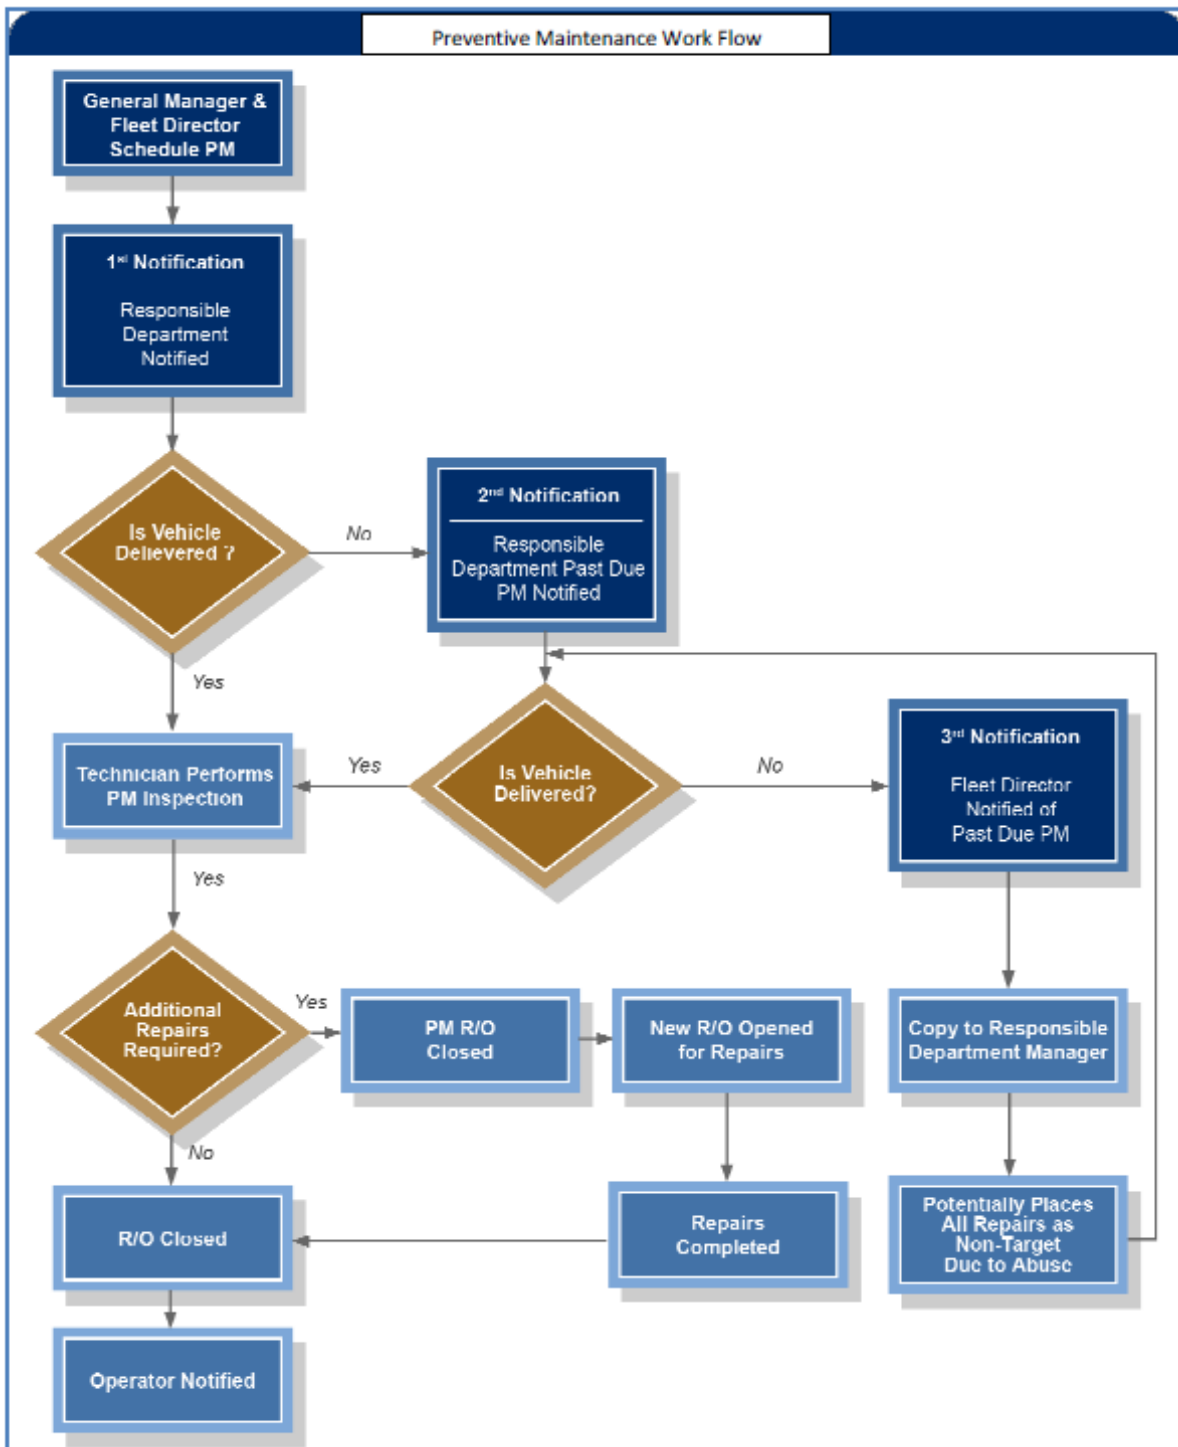 Preventive Maintenance Work Flow
General Manager &
Fleet Director
Schedule PM
1st Notification
Responsible
Department
Notified
Is Vehicle
Delievered ?
No
2nd Notification
Responsible
Department Past Due
PM Notified
Yes
Technician Performs
PM Inspection
Yes
Is Vehicle
Delivered?
No
3rd Notification
Fleet Director
Notified of
Past Due PM
Yes
Additional
Repairs
Required?
Yes
PM R/O
Closed
New R/O Opened
for Repairs
Copy to Responsible
Department Manager
No
R/O Closed
Repairs
Completed
Potentially Places
All Repairs as
Non-Target
Due to Abuse
Operator Notified